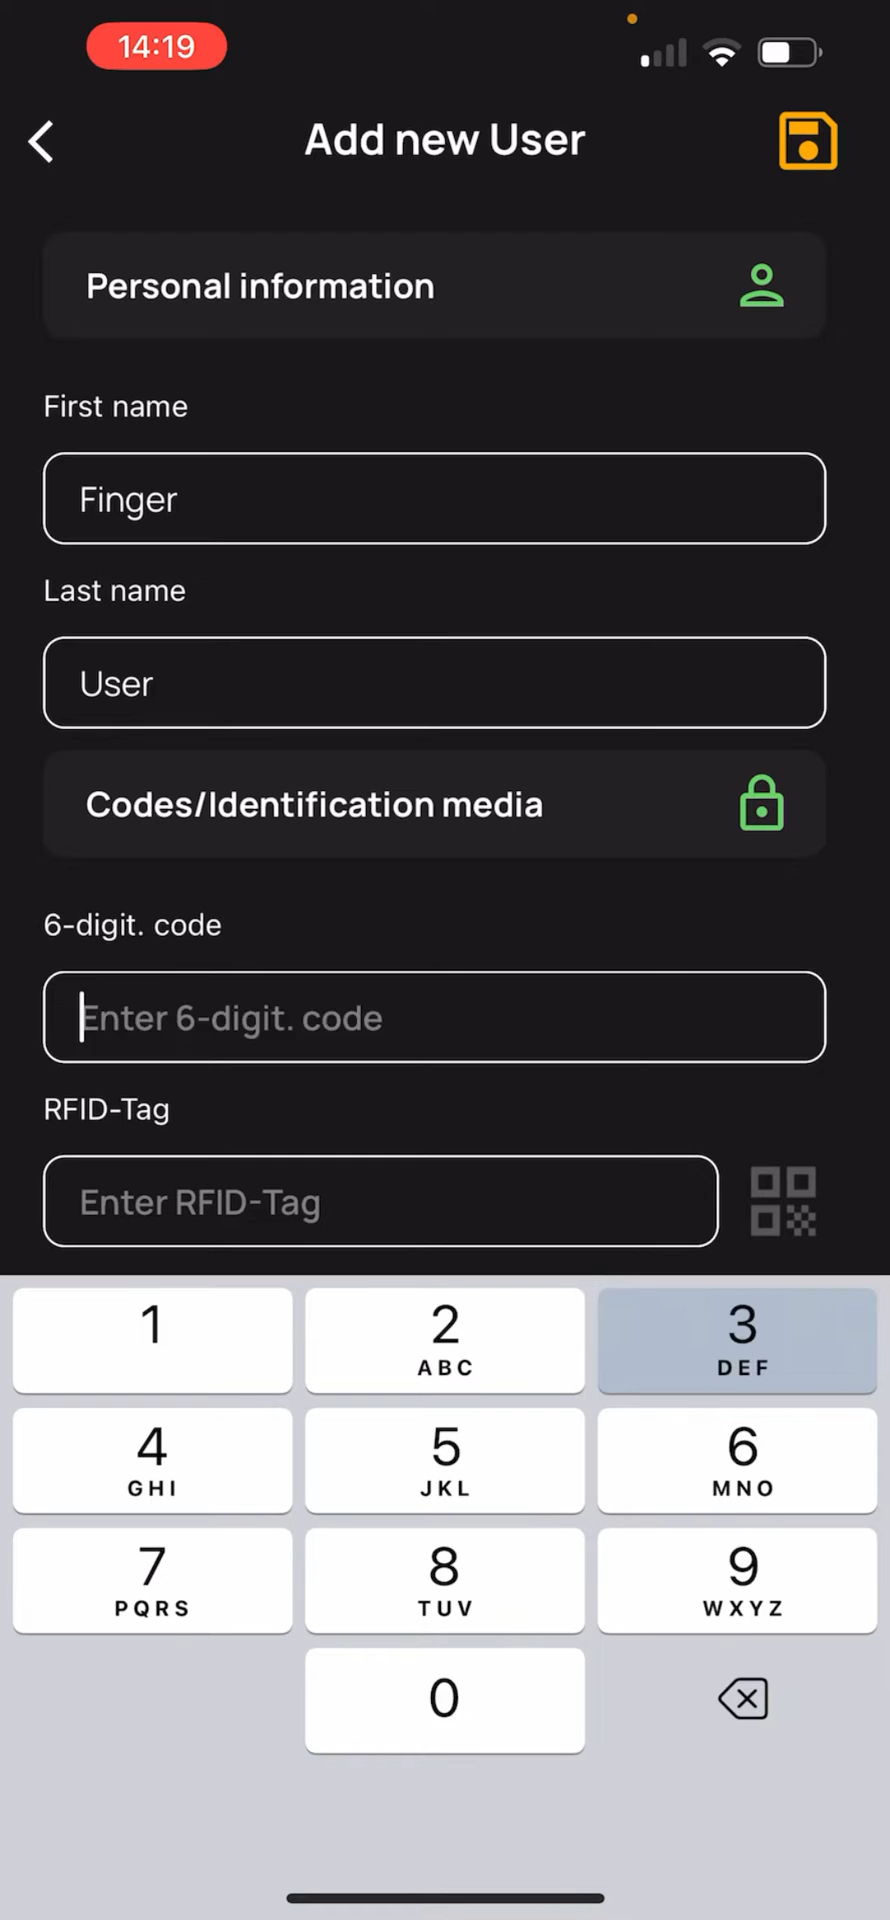 14:19
Add new User
Personal information
First name
Finger
Last name
User
Codes/Identification media
6-digit. code
Enter 6-digit. code
RFID-Tag
Enter RFID-Tag
1
2
ABC
3
DEF
4
GHI
5
JKL
6
MNO
7
PQRS
8
TUV
9
WXYZ
0